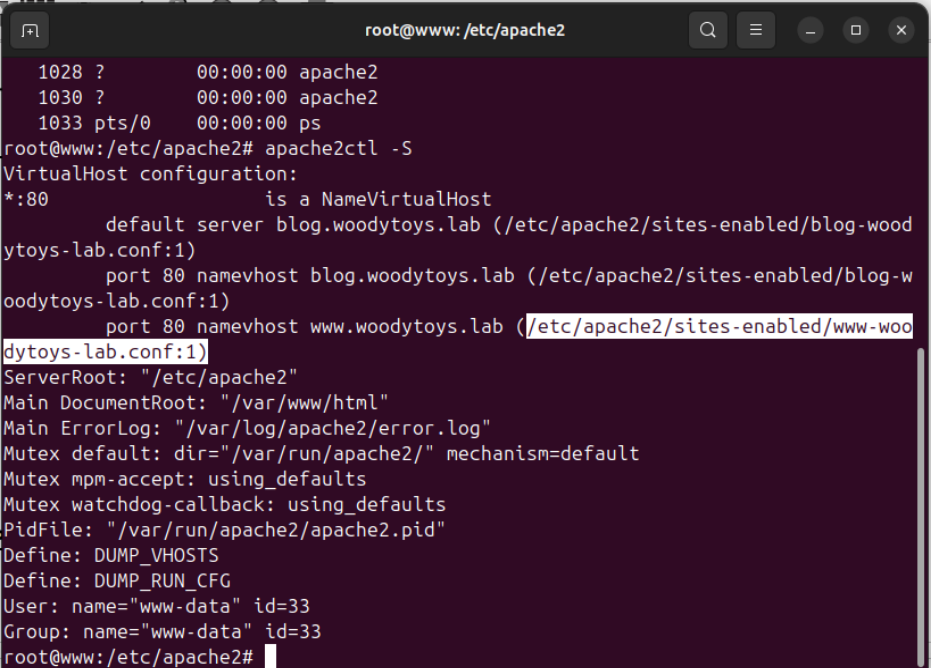 root@www: /etc/apache2
1028 ?        00:00:00 apache2
1030 ?        00:00:00 apache2
1033 pts/0    00:00:00 ps
root@www:/etc/apache2# apache2ctl -S
VirtualHost configuration:
*:80                   is a NameVirtualHost
default server blog.woodytoys.lab (/etc/apache2/sites-enabled/blog-wood
ytoys-lab.conf:1)
port 80 namevhost blog.woodytoys.lab (/etc/apache2/sites-enabled/blog-w
oodytoys-lab.conf:1)
port 80 namevhost www.woodytoys.lab (/etc/apache2/sites-enabled/www-woo
dytoys-lab.conf:1)
ServerRoot: "/etc/apache2"
Main DocumentRoot: "/var/www/html"
Main ErrorLog: "/var/log/apache2/error.log"
Mutex default: dir="/var/run/apache2/" mechanism=default
Mutex mpm-accept: using_defaults
Mutex watchdog-callback: using_defaults
PidFile: "/var/run/apache2/apache2.pid"
Define: DUMP_VHOSTS
Define: DUMP_RUN_CFG
User: name="www-data" id=33
Group: name="www-data" id=33
root@www:/etc/apache2#